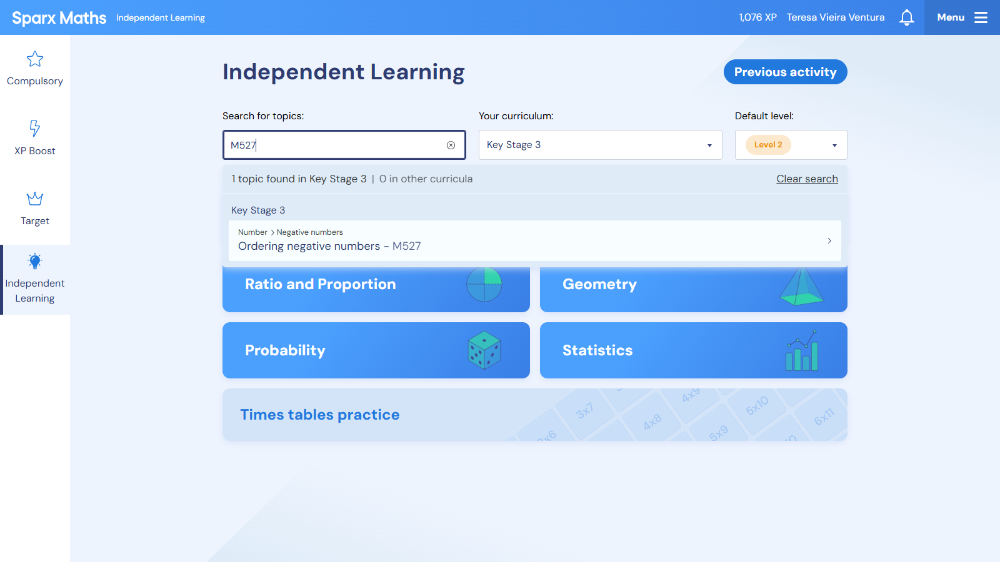 Sparx Maths Independent Learning 1,076 XP Teresa Vieira Ventura Menu
Compulsory
XP Boost
Target
Independent
Learning
Independent Learning
Previous activity
Search for topics:
Your curriculum:
Default level:
M527
Key Stage 3
Level 2
1 topic found in Key Stage 3 | 0 in other curricula
Clear search
Key Stage 3
Number > Negative numbers
Ordering negative numbers - M527
Ratio and Proportion
Geometry
Probability
Statistics
Times tables practice
3x7
4x8
4x9
5x9
5x10
6x11